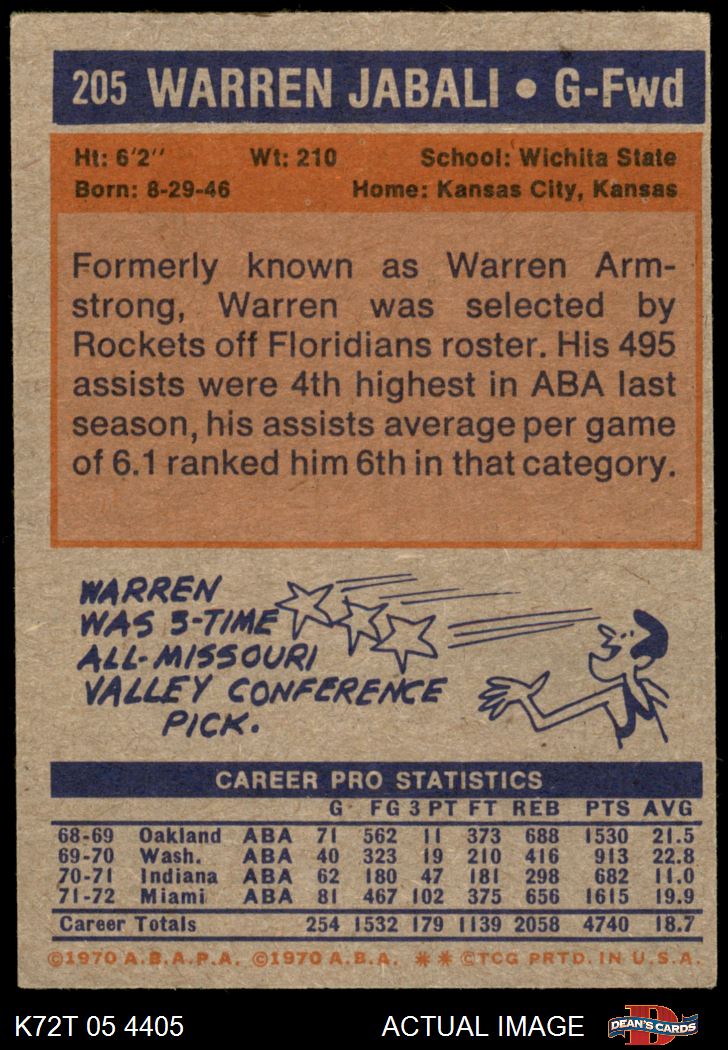 205 WARREN JABALI • G-Fwd
Ht: 6'2'' Wt: 210 School: Wichita State
Born: 8-29-46 Home: Kansas City, Kansas
Formerly known as Warren Arm-
strong, Warren was selected by
Rockets off Floridians roster. His 495
assists were 4th highest in ABA last
season, his assists average per game
of 6.1 ranked him 6th in that category.
WARREN
WAS 3-TIME
ALL-MISSOURI
VALLEY CONFERENCE
PICK.
CAREER PRO STATISTICS
G FG 3 PT FT REB PTS AVG
68-69 Oakland ABA 71 562 11 373 688 1530 21.5
69-70 Wash. ABA 40 323 19 210 416 913 22.8
70-71 Indiana ABA 62 180 47 181 298 682 11.0
71-72 Miami ABA 81 467 102 375 656 1615 19.9
Career Totals 254 1532 179 1139 2058 4740 18.7
©1970 A.B.A.P.A. ©1970 A.B.A. ** ©TCG PRTD. IN U.S.A.
K72T 05 4405 ACTUAL IMAGE DEAN'S CARDS